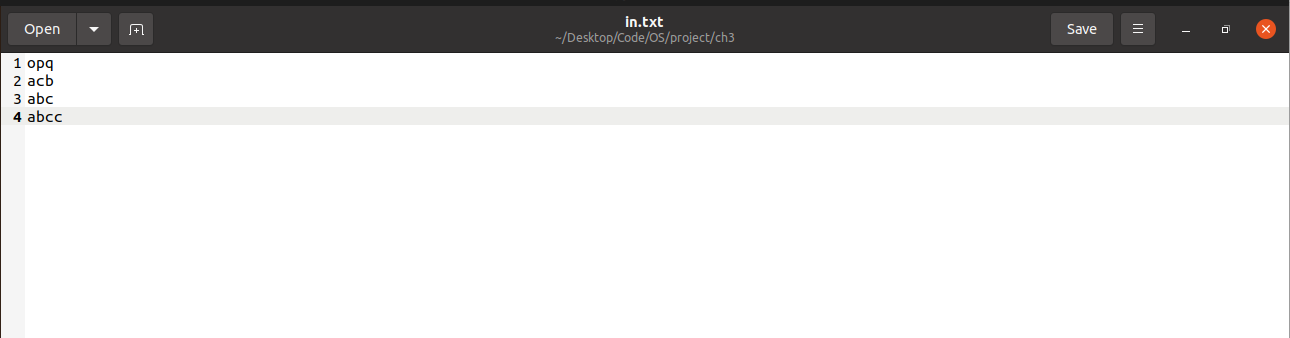 Open
in.txt
~/Desktop/Code/OS/project/ch3
Save
1 opq
2 acb
3 abc
4 abcc